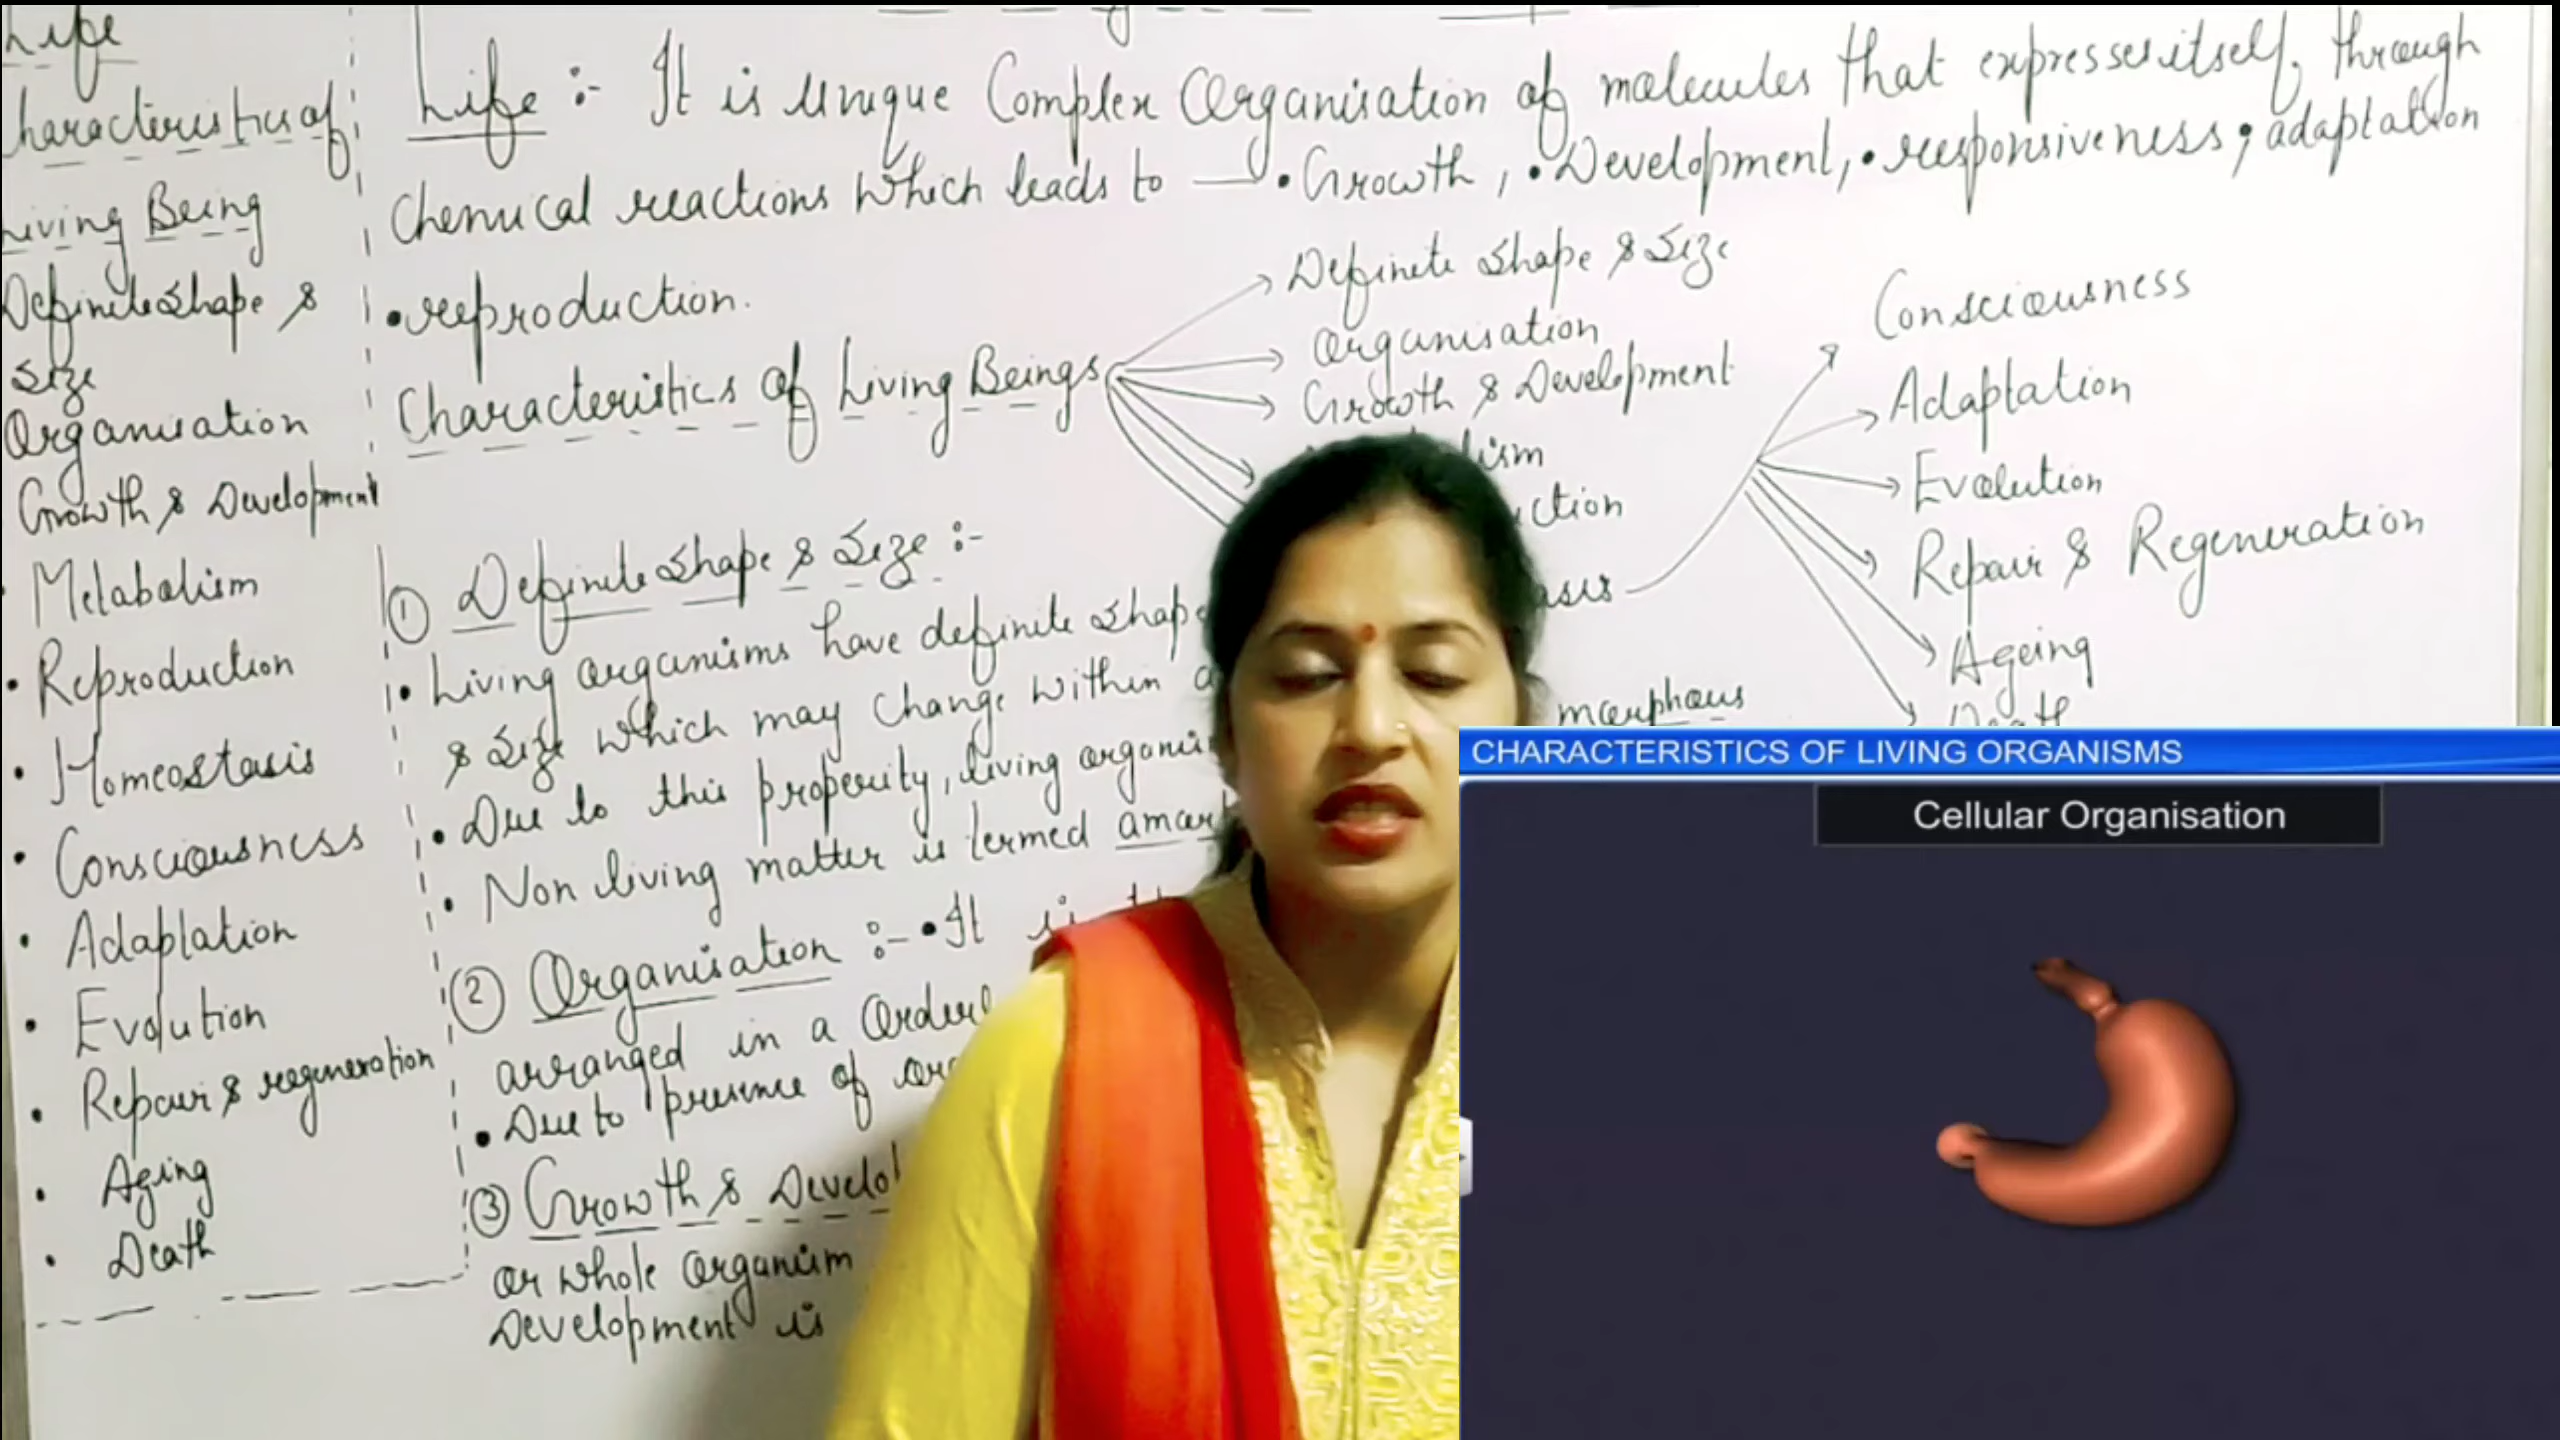 Life
Characteristics of
Living Being
Definite Shape &
Size
Organisation
Growth & Development
Metabolism
• Reproduction
• Homeostasis
• Consciousness
• Adaptation
• Evolution
• Repair & regeneration
• Aging
• Death
Life :- It is unique Complex Organisation of molecules that expresses itself through
Chemical reactions which leads to — • Growth, • Development, • responsiveness, • adaptation
• reproduction.
Characteristics of Living Beings
Definite Shape & Size
Organisation
Growth & Development
Consciousness
Adaptation
Evolution
Repair & Regeneration
Ageing
Death
① Definite Shape & Size :-
• Living organisms have definite shape
& Size which may change within a
• Due to this properity, living
• Non living matter is termed
② Organisation :- • It is
arranged in a
• Due to presence of
③ Growth &
or whole organism
Development is
CHARACTERISTICS OF LIVING ORGANISMS
Cellular Organisation